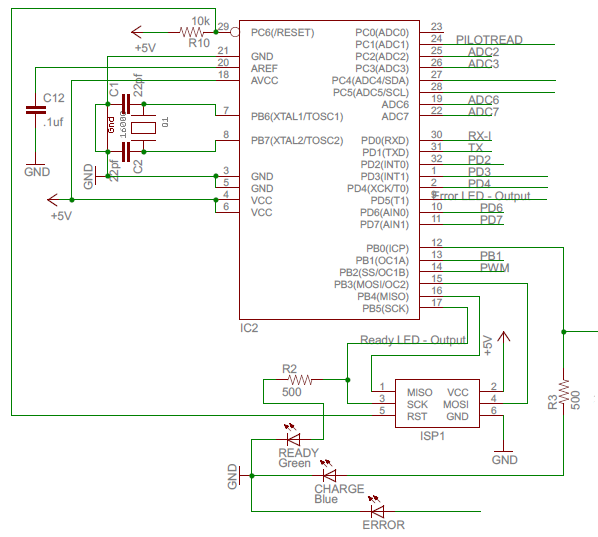 10k
R10
+5V
29 PC6(/RESET)
21 GND
20 AREF
18 AVCC
7 PB6(XTAL1/TOSC1)
8 PB7(XTAL2/TOSC2)
3 GND
5 GND
4 VCC
6 VCC
PC0(ADC0) 23
PC1(ADC1) 24 PILOTREAD
PC2(ADC2) 25 ADC2
PC3(ADC3) 26 ADC3
PC4(ADC4/SDA) 27
PC5(ADC5/SCL) 28
ADC6 19 ADC6
ADC7 22 ADC7
PD0(RXD) 30 RX-I
PD1(TXD) 31 TX
PD2(INT0) 32 PD2
PD3(INT1) 1 PD3
PD4(XCK/T0) 2 PD4
PD5(T1) 9 Error LED - Output
PD6(AIN0) 10 PD6
PD7(AIN1) 11 PD7
PB0(ICP) 12
PB1(OC1A) 13 PB1
PB2(SS/OC1B) 14 PWM
PB3(MOSI/OC2) 15
PB4(MISO) 16
PB5(SCK) 17
IC2
C12
.1uf
GND
C1
22pf
Gnd
16000
Q1
C2
22pf
GND
+5V
Ready LED - Output
+5V
R2
500
1 MISO VCC 2
3 SCK MOSI 4
5 RST GND 6
ISP1
GND
R3
500
READY
Green
GND
CHARGE
Blue
ERROR